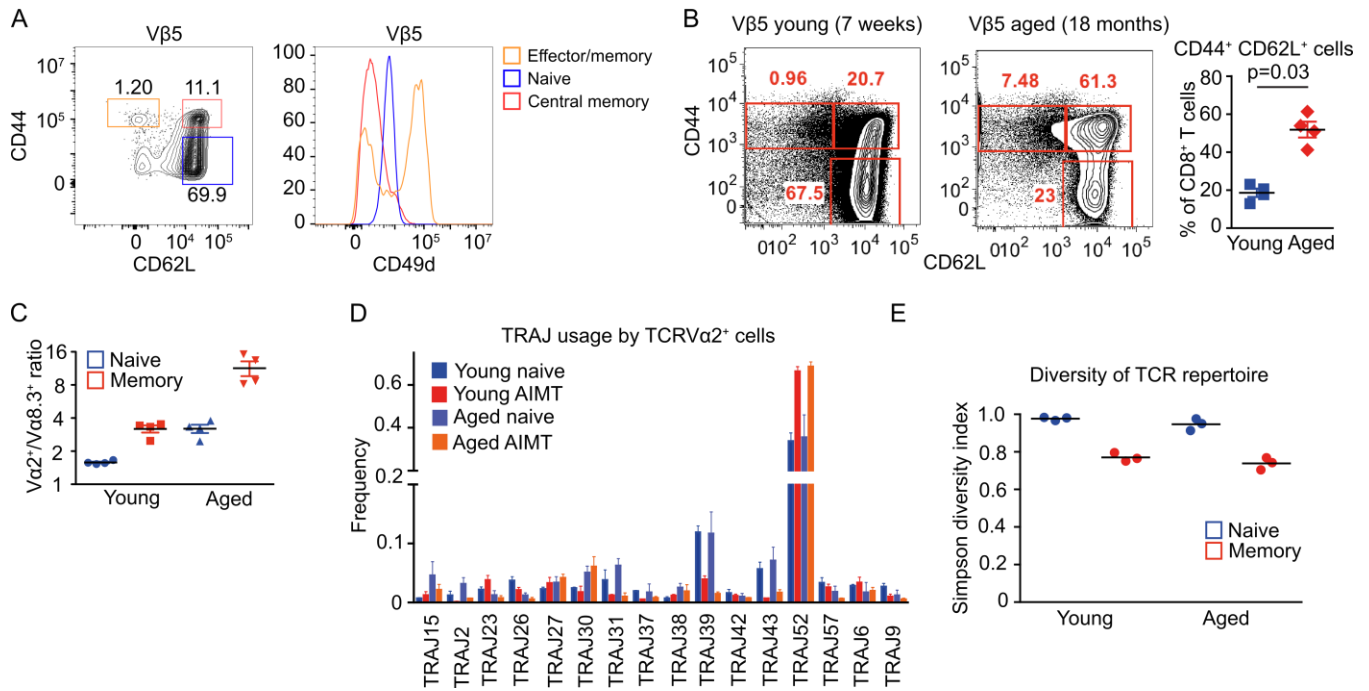 A
Vβ5
10⁷
10⁵
10⁴
0
CD44
1.20
11.1
69.9
0
10⁴
10⁵
10⁷
CD62L
Vβ5
100
80
60
40
20
0
0
10⁵
10⁷
CD49d
Effector/memory
Naive
Central memory
B
Vβ5 young (7 weeks)
10⁵
10⁴
10³
10²
0
CD44
0.96
20.7
67.5
010²
10³
10⁴
10⁵
Vβ5 aged (18 months)
10⁵
10⁴
10³
10²
0
7.48
61.3
23
010²
10³
10⁴
10⁵
CD62L
CD44⁺ CD62L⁺ cells
p=0.03
% of CD8⁺ T cells
80
60
40
20
0
Young Aged
C
Vα2⁺/Vα8.3⁺ ratio
16
8
4
2
1
Naive
Memory
Young
Aged
D
TRAJ usage by TCRVα2⁺ cells
Frequency
0.6
0.4
0.2
0.1
0
Young naive
Young AIMT
Aged naive
Aged AIMT
TRAJ15
TRAJ2
TRAJ23
TRAJ26
TRAJ27
TRAJ30
TRAJ31
TRAJ37
TRAJ38
TRAJ39
TRAJ42
TRAJ43
TRAJ52
TRAJ57
TRAJ6
TRAJ9
E
Diversity of TCR repertoire
Simpson diversity index
1.0
0.8
0.6
0.4
0.2
0
Naive
Memory
Young
Aged